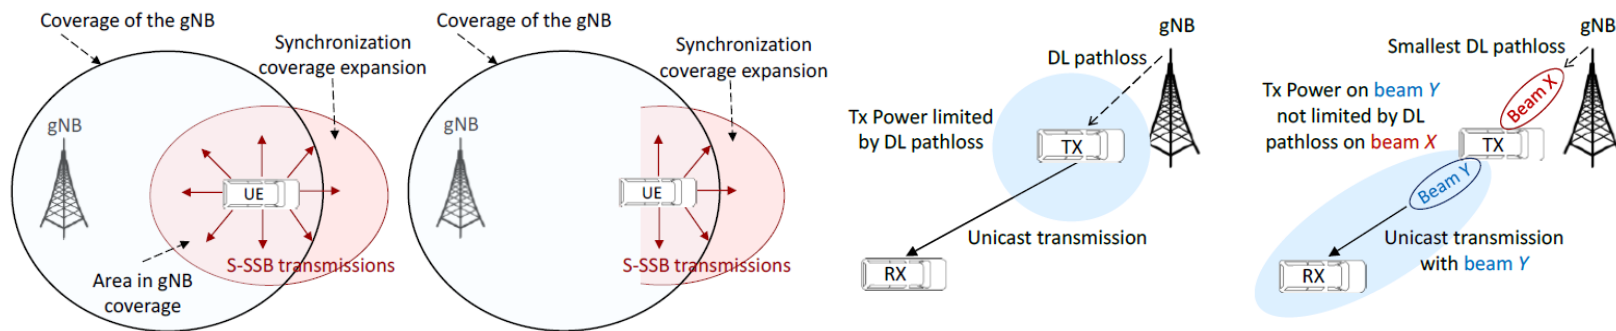 Coverage of the gNB
Synchronization
coverage expansion
gNB
UE
S-SSB transmissions
Area in gNB
coverage
Coverage of the gNB
Synchronization
coverage expansion
gNB
UE
S-SSB transmissions
gNB
DL pathloss
Tx Power limited
by DL pathloss
TX
Unicast transmission
RX
gNB
Smallest DL pathloss
Tx Power on beam Y
not limited by DL
pathloss on beam X
Beam X
TX
Beam Y
Unicast transmission
with beam Y
RX